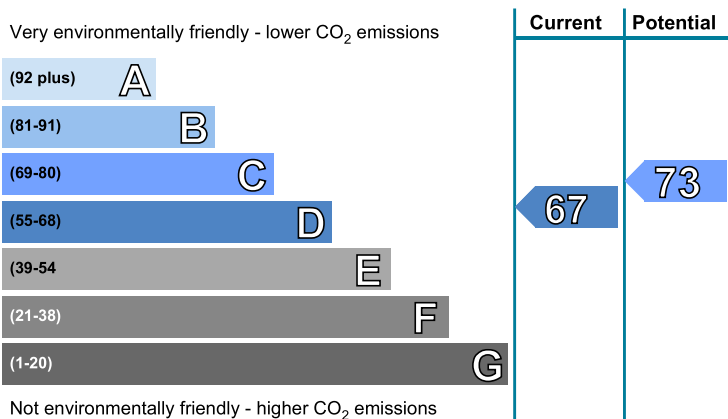 Very environmentally friendly - lower CO₂ emissions
Current
Potential
(92 plus) A
(81-91) B
(69-80) C
73
(55-68) D
67
(39-54 E
(21-38) F
(1-20) G
Not environmentally friendly - higher CO₂ emissions